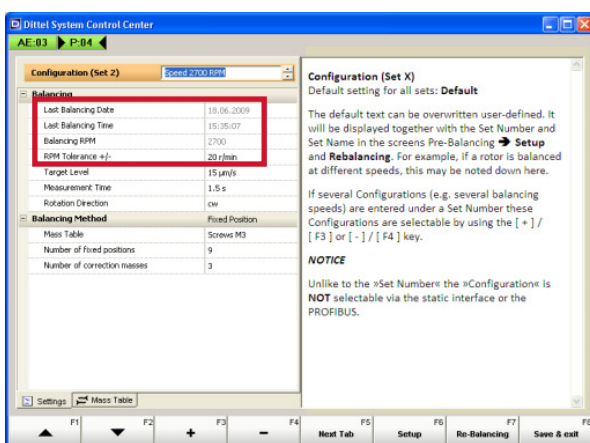 Dittel System Control Center
AE:03 P:04
Configuration (Set 2) Speed 2700 RPM
Balancing
Last Balancing Date 18.06.2009
Last Balancing Time 15:35:07
Balancing RPM 2700
RPM Tolerance +/- 20 r/min
Target Level 15 µm/s
Measurement Time 1.5 s
Rotation Direction cw
Balancing Method Fixed Position
Mass Table Screws M3
Number of fixed positions 9
Number of correction masses 3
Settings Mass Table
Configuration (Set X)
Default setting for all sets: Default
The default text can be overwritten user-defined. It
will be displayed together with the Set Number and
Set Name in the screens Pre-Balancing ➔ Setup
and Rebalancing. For example, if a rotor is balanced
at different speeds, this may be noted down here.
If several Configurations (e.g. several balancing
speeds) are entered under a Set Number these
Configurations are selectable by using the [ + ] /
[ F3 ] or [ - ] / [ F4 ] key.
NOTICE
Unlike to the »Set Number« the »Configuration« is
NOT selectable via the static interface or the
PROFIBUS.
F1 F2 F3 F4 F5 F6 F7 F8
+ - Next Tab Setup Re-Balancing Save & exit